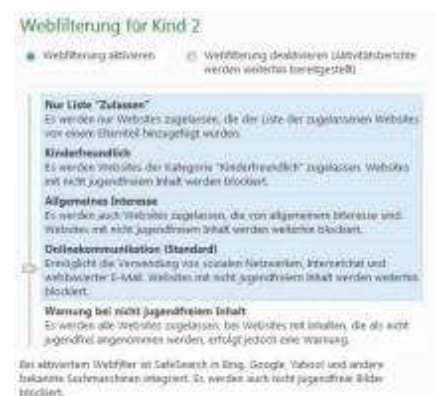 Webfilterung für Kind 2
Webfilterung aktivieren
Webfilterung deaktivieren (Aktivitätsberichte
werden weiterhin bereitgestellt)
Nur Liste "Zulassen"
Es werden nur Websites zugelassen, die der Liste der zugelassenen Websites
von einem Elternteil hinzugefügt wurden.
Kinderfreundlich
Es werden Websites der Kategorie "Kinderfreundlich" zugelassen. Websites
mit nicht jugendfreiem Inhalt werden blockiert.
Allgemeines Interesse
Es werden auch Websites zugelassen, die von allgemeinem Interesse sind.
Websites mit nicht jugendfreiem Inhalt werden weiterhin blockiert.
Onlinekommunikation (Standard)
Ermöglicht die Verwendung von sozialen Netzwerken, Internetchat und
webbasierter E-Mail. Websites mit nicht jugendfreiem Inhalt werden weiterhin
blockiert.
Warnung bei nicht jugendfreiem Inhalt
Es werden alle Websites zugelassen, bei Websites mit Inhalten, die als nicht
jugendfrei angenommen werden, erfolgt jedoch eine Warnung.
Bei aktiviertem Webfilter ist SafeSearch in Bing, Google, Yahoo! und andere
bekannte Suchmaschinen integriert. Es werden auch nicht jugendfreie Bilder
blockiert.